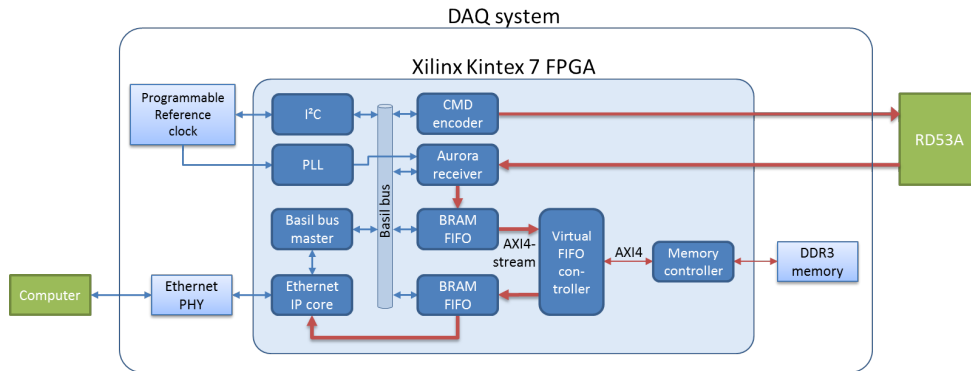 DAQ system
Xilinx Kintex 7 FPGA
Programmable
Reference
clock
I²C
CMD
encoder
RD53A
PLL
Aurora
receiver
Basil bus
Basil bus
master
BRAM
FIFO
AXI4-
stream
Virtual
FIFO
con-
troller
AXI4
Memory
controller
DDR3
memory
Computer
Ethernet
PHY
Ethernet
IP core
BRAM
FIFO